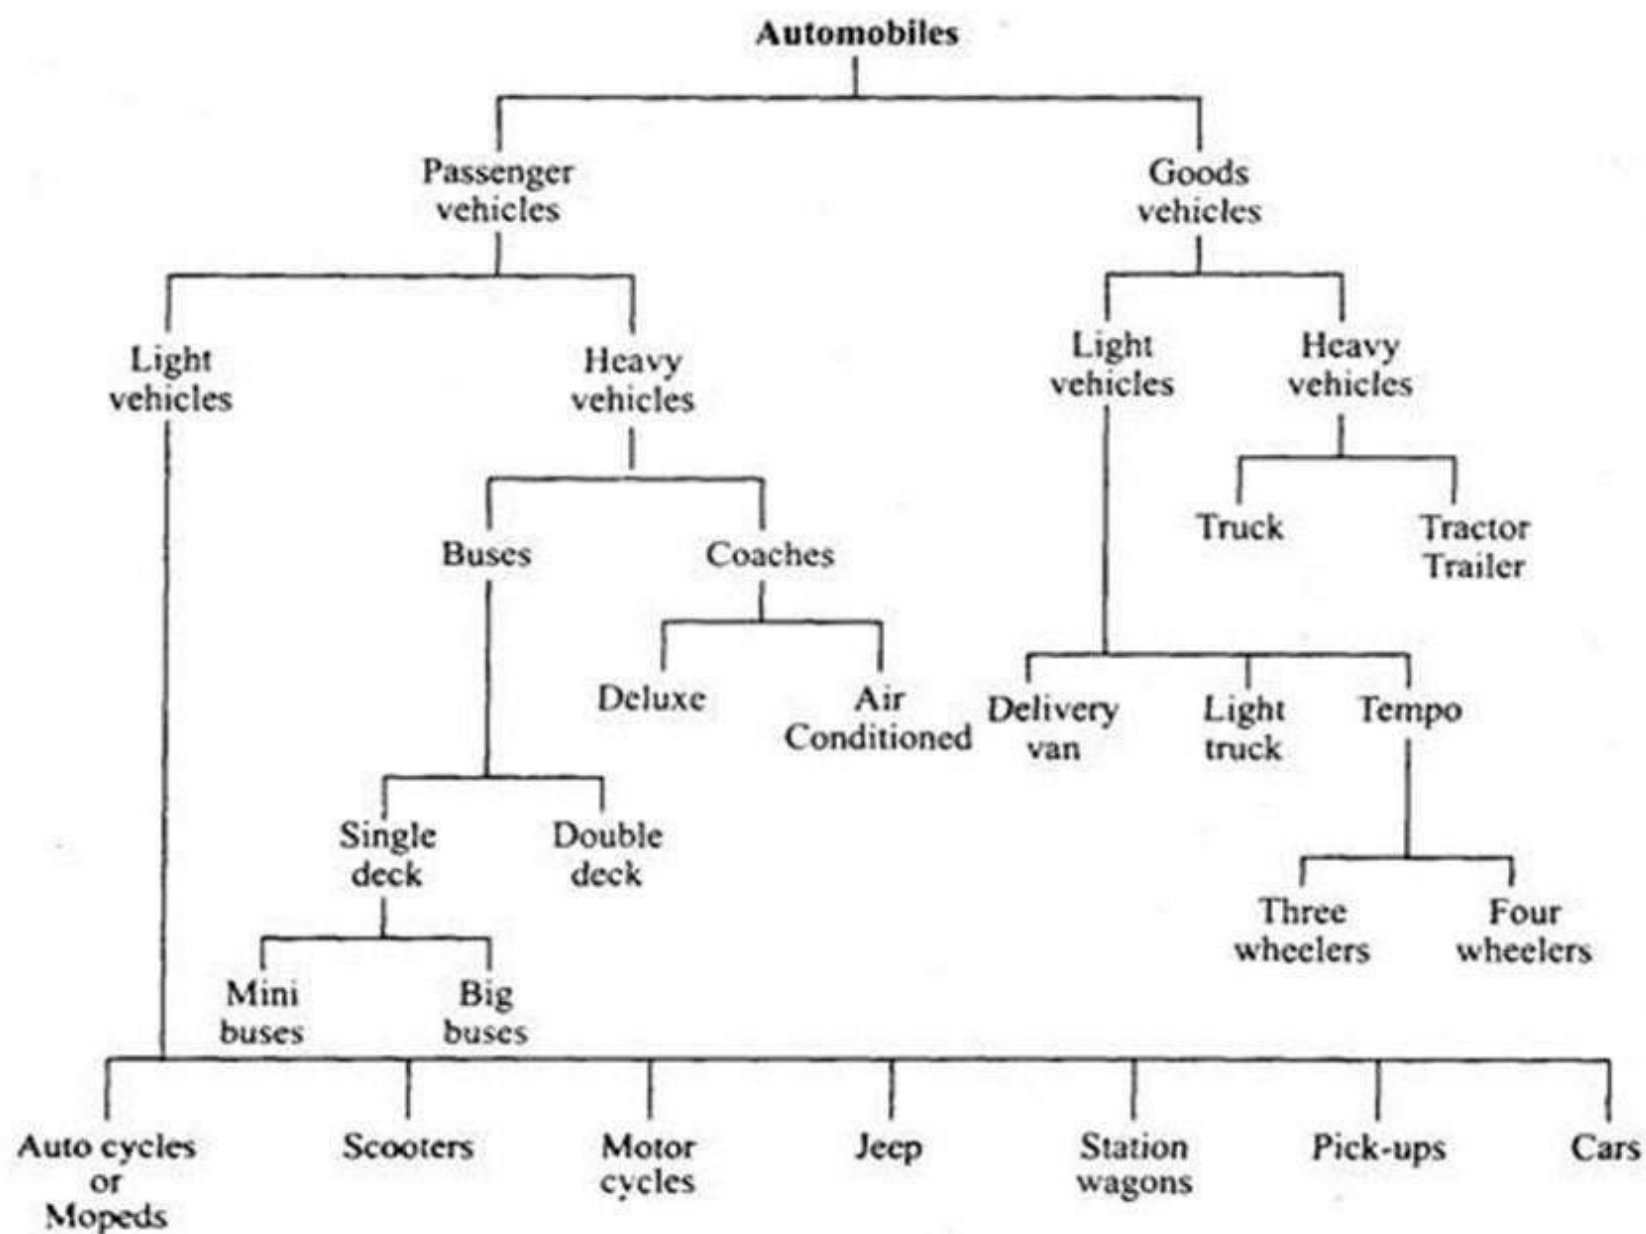 Automobiles
Passenger
vehicles
Goods
vehicles
Light
vehicles
Heavy
vehicles
Light
vehicles
Heavy
vehicles
Buses
Coaches
Truck
Tractor
Trailer
Deluxe
Air
Conditioned
Delivery
van
Light
truck
Tempo
Single
deck
Double
deck
Three
wheelers
Four
wheelers
Mini
buses
Big
buses
Auto cycles
or
Mopeds
Scooters
Motor
cycles
Jeep
Station
wagons
Pick-ups
Cars